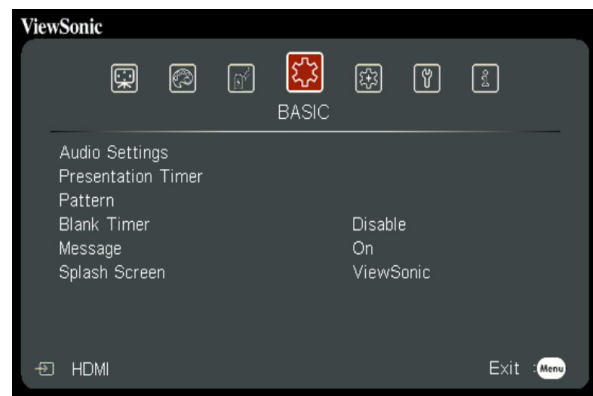 ViewSonic
BASIC
Audio Settings
Presentation Timer
Pattern
Blank Timer Disable
Message On
Splash Screen ViewSonic
HDMI Exit : Menu